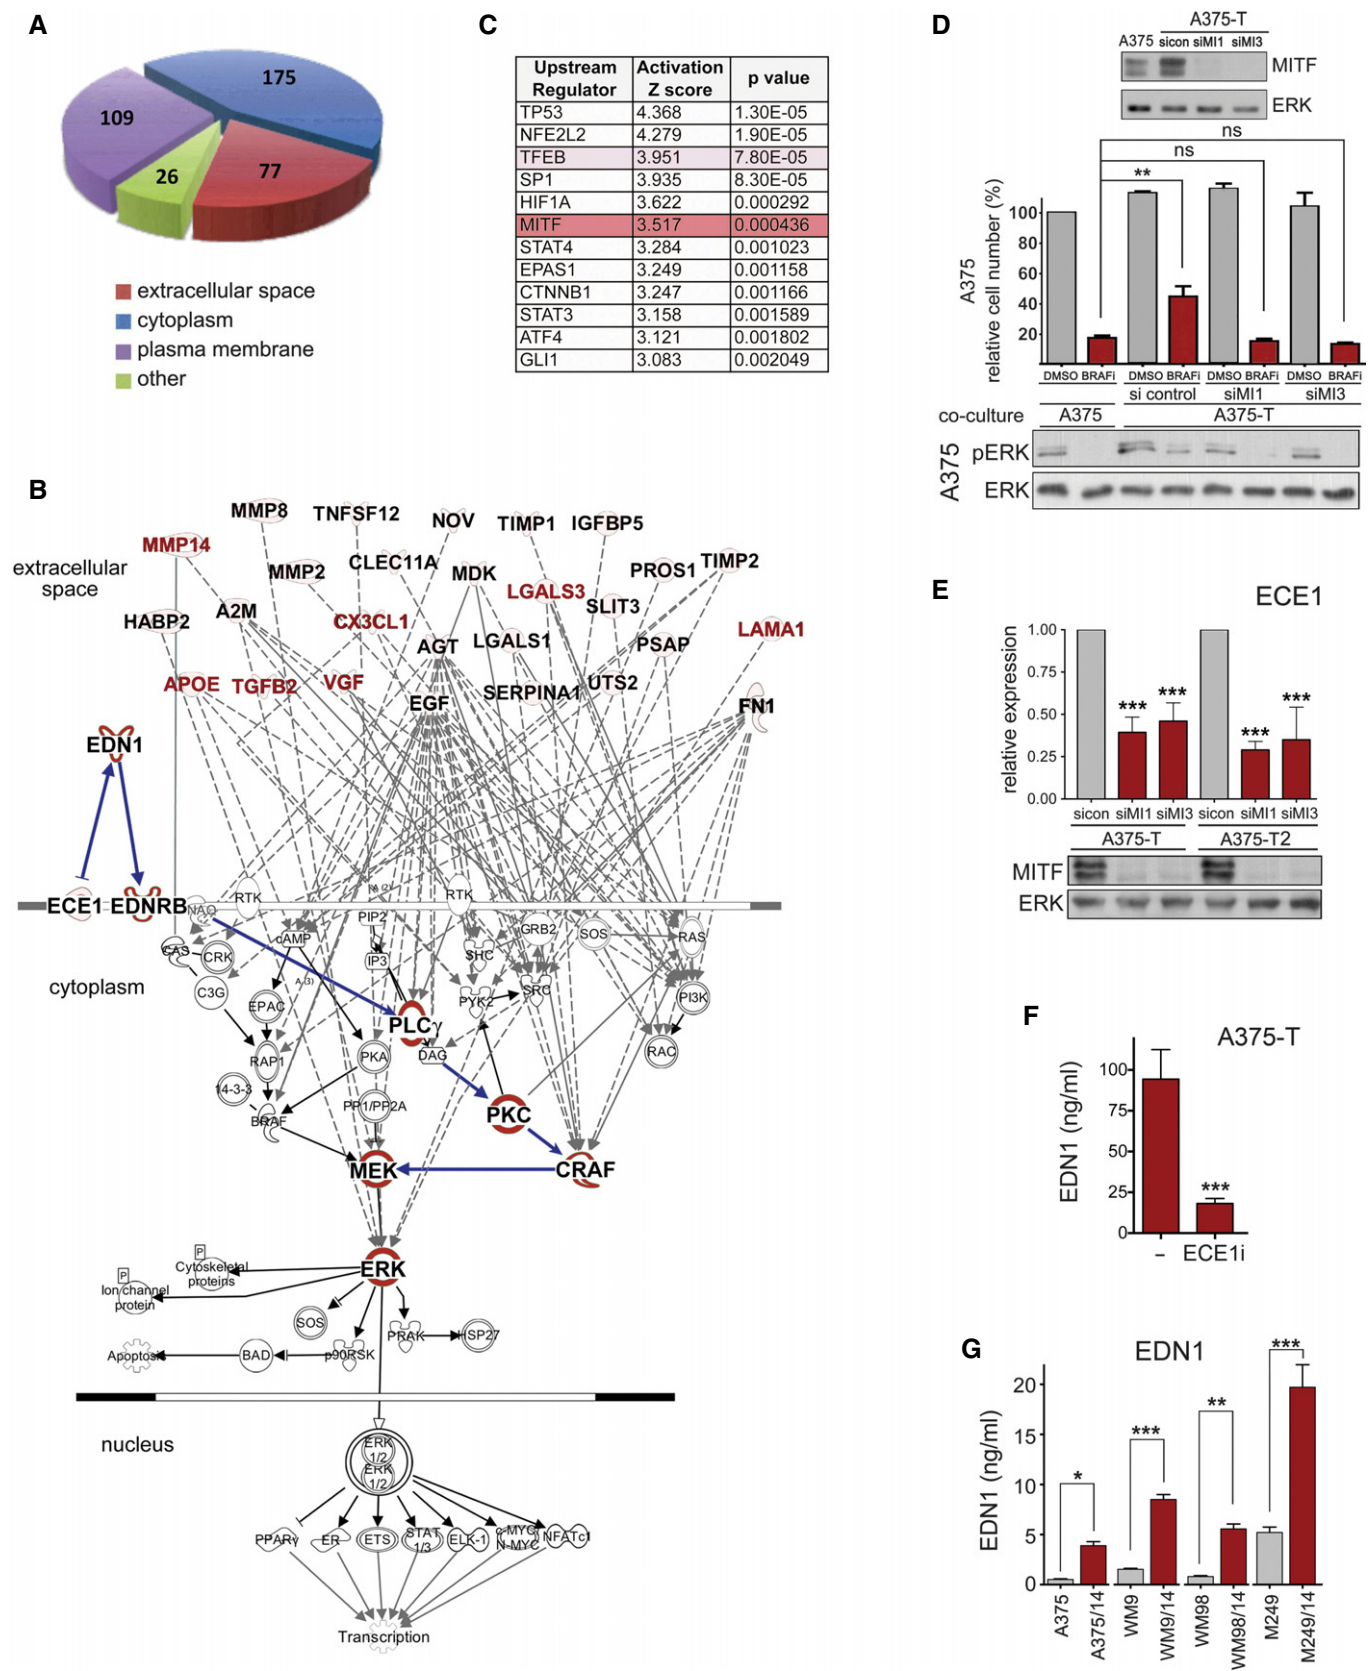 A
175
109
26
77
extracellular space
cytoplasm
plasma membrane
other
C
Upstream Regulator Activation Z score p value
TP53 4.368 1.30E-05
NFE2L2 4.279 1.90E-05
TFEB 3.951 7.80E-05
SP1 3.935 8.30E-05
HIF1A 3.622 0.000292
MITF 3.517 0.000436
STAT4 3.284 0.001023
EPAS1 3.249 0.001158
CTNNB1 3.247 0.001166
STAT3 3.158 0.001589
ATF4 3.121 0.001802
GLI1 3.083 0.002049
D
A375-T
A375 sicon siMI1 siMI3
MITF
ERK
ns
ns
**
A375
relative cell number (%)
100
80
60
40
20
DMSO BRAFi DMSO BRAFi DMSO BRAFi DMSO BRAFi
si control siMI1 siMI3
co-culture A375 A375-T
A375
pERK
ERK
B
extracellular space
MMP8
TNFSF12
NOV
TIMP1
IGFBP5
MMP14
MMP2
CLEC11A
MDK
LGALS3
PROS1
TIMP2
HABP2
A2M
CX3CL1
AGT
LGALS1
SLIT3
PSAP
LAMA1
APOE
TGFB2
VGF
EGF
SERPINA1
UTS2
FN1
EDN1
ECE1
EDNRB
RTK
RTK
cytoplasm
CAS
CRK
cAMP
PIP2
IP3
SHC
GRB2
SOS
RAS
C3G
EPAC
PLCγ
PYK2
SRC
PI3K
RAP1
PKA
DAG
RAC
14-3-3
BRAF
PP1/PP2A
PKC
MEK
CRAF
ERK
P
Cytoskeletal proteins
P
Ion channel protein
SOS
PRAK
HSP27
Apoptosis
BAD
p90RSK
nucleus
ERK 1/2
ERK 1/2
PPARγ
ER
ETS
STAT 1/3
ELK-1
c-MYC
N-MYC
NFATc1
Transcription
E
ECE1
relative expression
1.00
0.75
0.50
0.25
0.00
***
***
***
***
sicon siMI1 siMI3 sicon siMI1 siMI3
A375-T A375-T2
MITF
ERK
F
A375-T
EDN1 (ng/ml)
100
75
50
25
0
***
– ECE1i
G
EDN1
EDN1 (ng/ml)
20
15
10
5
0
*
***
**
***
A375
A375/14
WM9
WM9/14
WM98
WM98/14
M249
M249/14